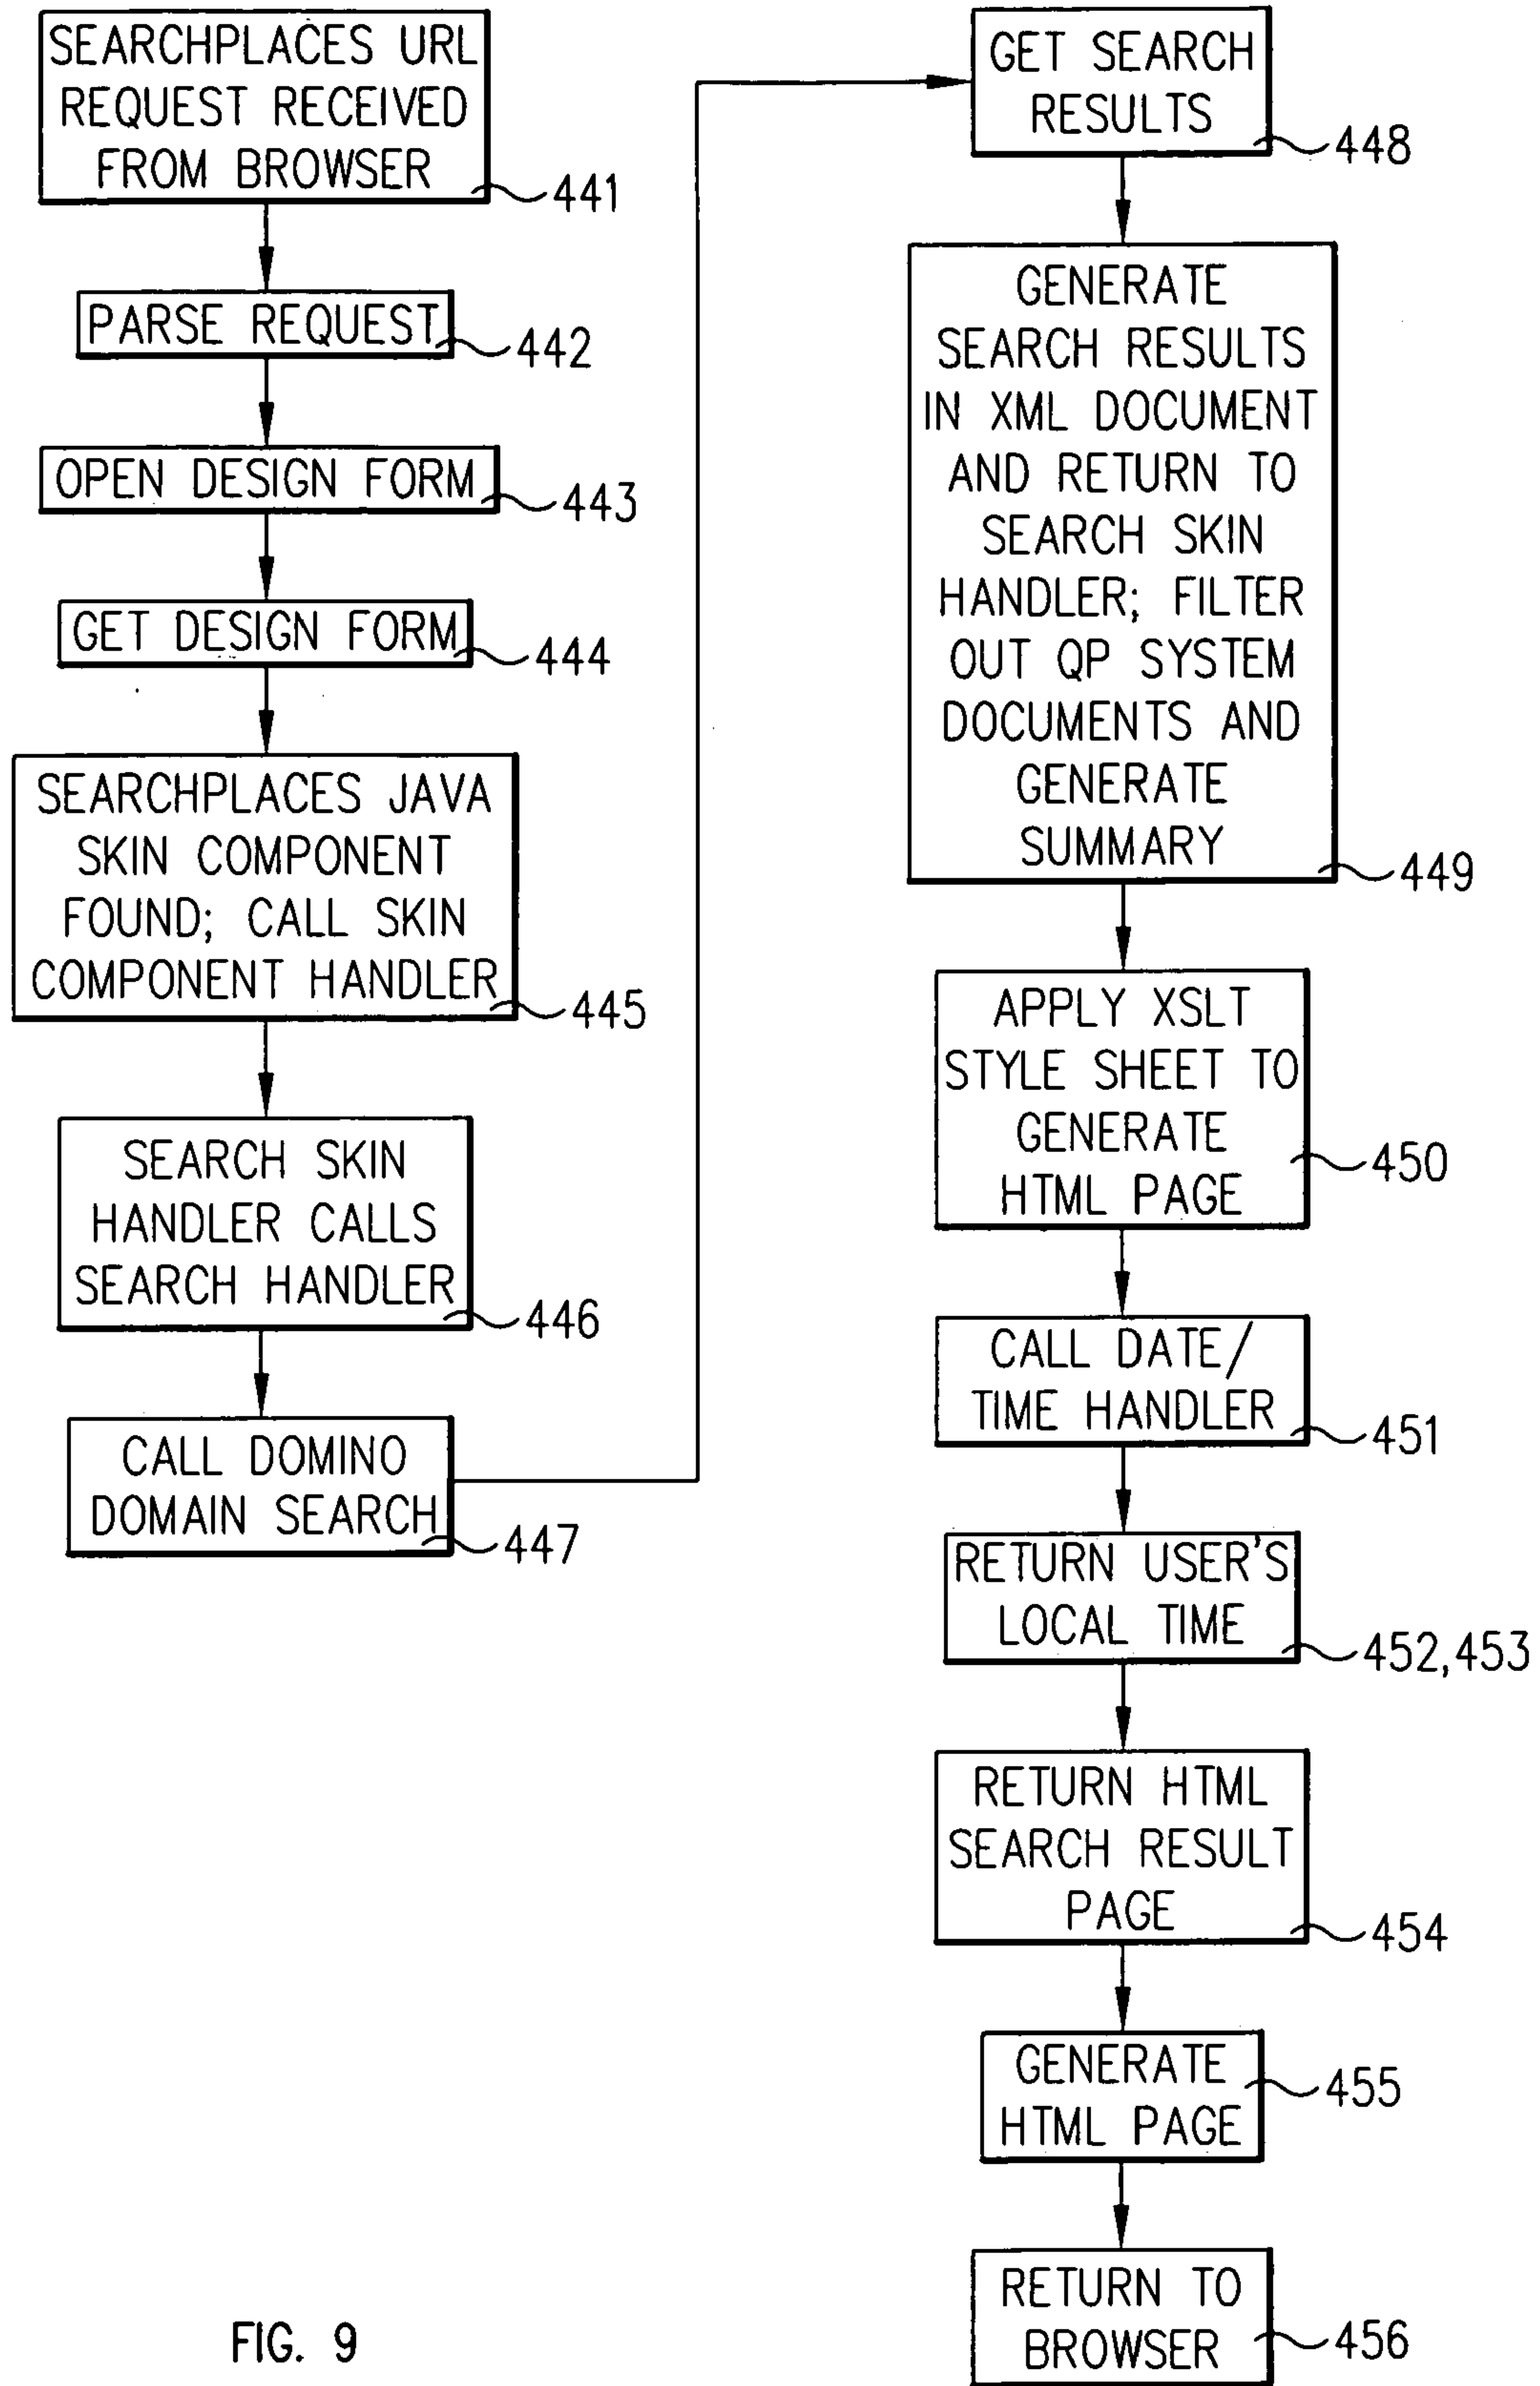 SEARCHPLACES URL
REQUEST RECEIVED
FROM BROWSER
441
PARSE REQUEST
442
OPEN DESIGN FORM
443
GET DESIGN FORM
444
SEARCHPLACES JAVA
SKIN COMPONENT
FOUND; CALL SKIN
COMPONENT HANDLER
445
SEARCH SKIN
HANDLER CALLS
SEARCH HANDLER
446
CALL DOMINO
DOMAIN SEARCH
447
GET SEARCH
RESULTS
448
GENERATE
SEARCH RESULTS
IN XML DOCUMENT
AND RETURN TO
SEARCH SKIN
HANDLER; FILTER
OUT QP SYSTEM
DOCUMENTS AND
GENERATE
SUMMARY
449
APPLY XSLT
STYLE SHEET TO
GENERATE
HTML PAGE
450
CALL DATE/
TIME HANDLER
451
RETURN USER'S
LOCAL TIME
452,453
RETURN HTML
SEARCH RESULT
PAGE
454
GENERATE
HTML PAGE
455
RETURN TO
BROWSER
456
FIG. 9